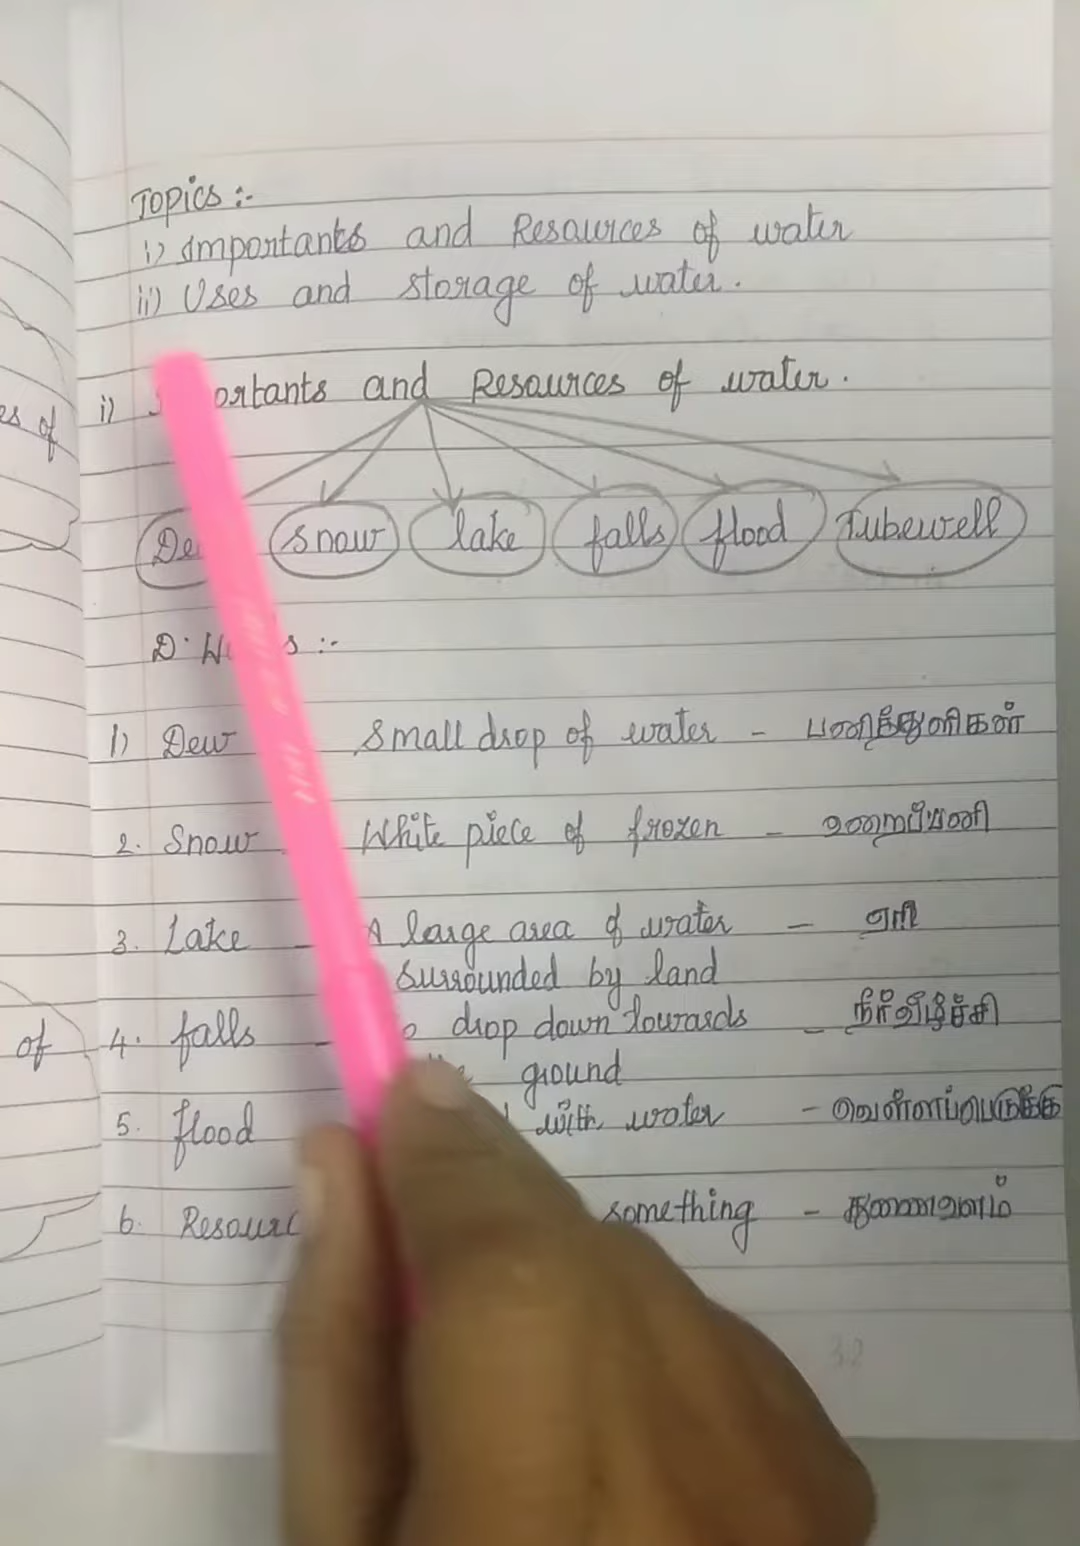 Topics :-
i) Importants and Resources of water
ii) Uses and storage of water.
i) ortants and Resources of water.
snow lake falls flood Tubewell
1) Dew Small drop of water - பனித்துளிகள்
2. Snow White piece of frozen - உறைபனி
3. Lake - A large area of water - ஏரி
surrounded by land
4. falls - drop down towards - நீர்வீழ்ச்சி
ground
5. flood with water - வெள்ளப்பெருக்கு
6. something -
of